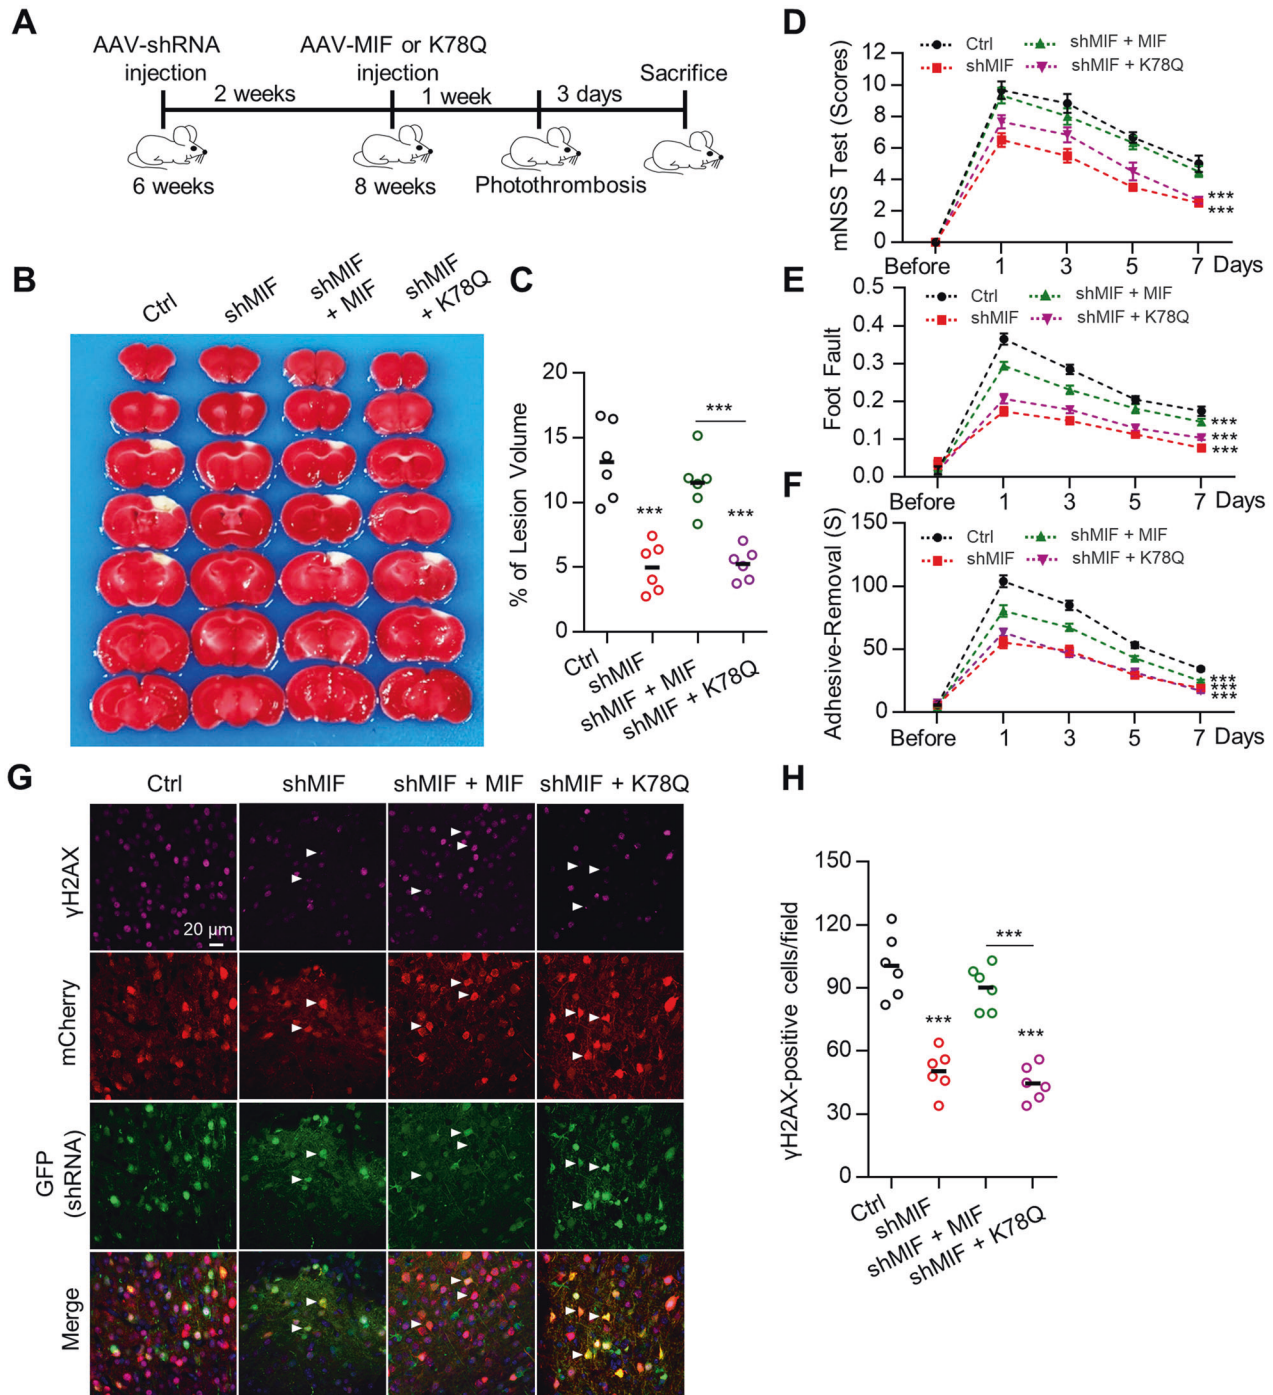 A
AAV-shRNA
injection
AAV-MIF or K78Q
injection
Sacrifice
2 weeks
1 week
3 days
6 weeks
8 weeks
Photothrombosis
B
Ctrl
shMIF
shMIF
+ MIF
shMIF
+ K78Q
C
% of Lesion Volume
20
15
10
5
0
***
***
***
Ctrl
shMIF
shMIF + MIF
shMIF + K78Q
D
mNSS Test (Scores)
12
10
8
6
4
2
0
Ctrl
shMIF + MIF
shMIF
shMIF + K78Q
***
***
Before
1
3
5
7
Days
E
Foot Fault
0.5
0.4
0.3
0.2
0.1
0.0
Ctrl
shMIF + MIF
shMIF
shMIF + K78Q
***
***
***
Before
1
3
5
7
Days
F
Adhesive-Removal (S)
150
100
50
0
Ctrl
shMIF + MIF
shMIF
shMIF + K78Q
***
***
***
Before
1
3
5
7
Days
G
Ctrl
shMIF
shMIF + MIF
shMIF + K78Q
γH2AX
20 μm
mCherry
GFP
(shRNA)
Merge
H
γH2AX-positive cells/field
150
120
90
60
30
0
***
***
***
Ctrl
shMIF
shMIF + MIF
shMIF + K78Q